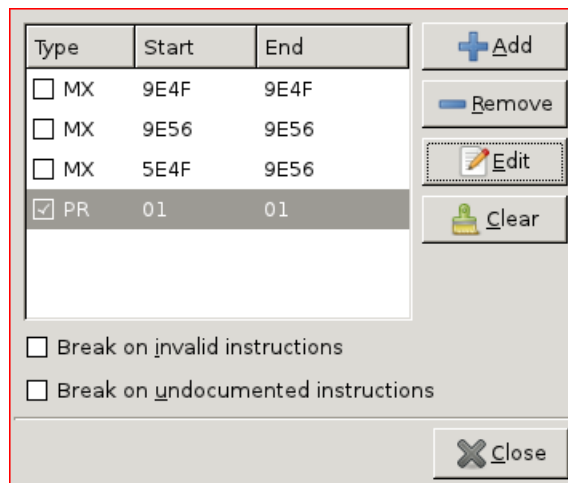 Type Start End
MX 9E4F 9E4F
MX 9E56 9E56
MX 5E4F 9E56
PR 01 01
Add
Remove
Edit
Clear
Break on invalid instructions
Break on undocumented instructions
Close